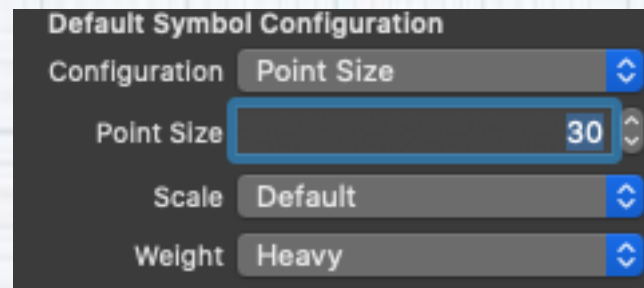 Default Symbol Configuration
Configuration Point Size
Point Size 30
Scale Default
Weight Heavy